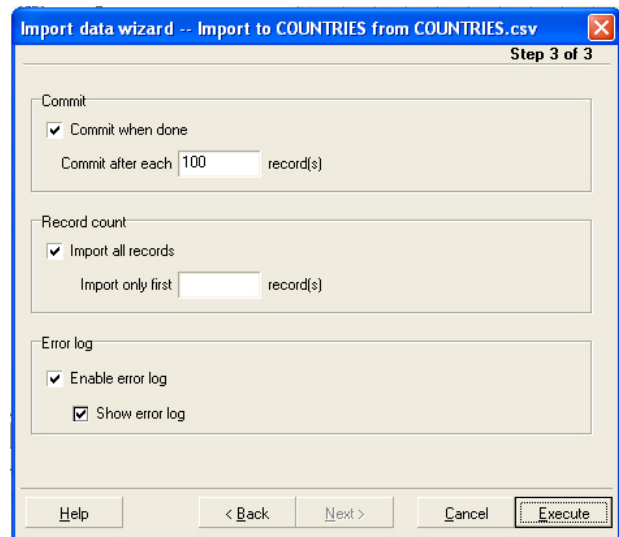 Import data wizard -- Import to COUNTRIES from COUNTRIES.csv
Step 3 of 3
Commit
Commit when done
Commit after each 100 record(s)
Record count
Import all records
Import only first record(s)
Error log
Enable error log
Show error log
Help < Back Next > Cancel Execute